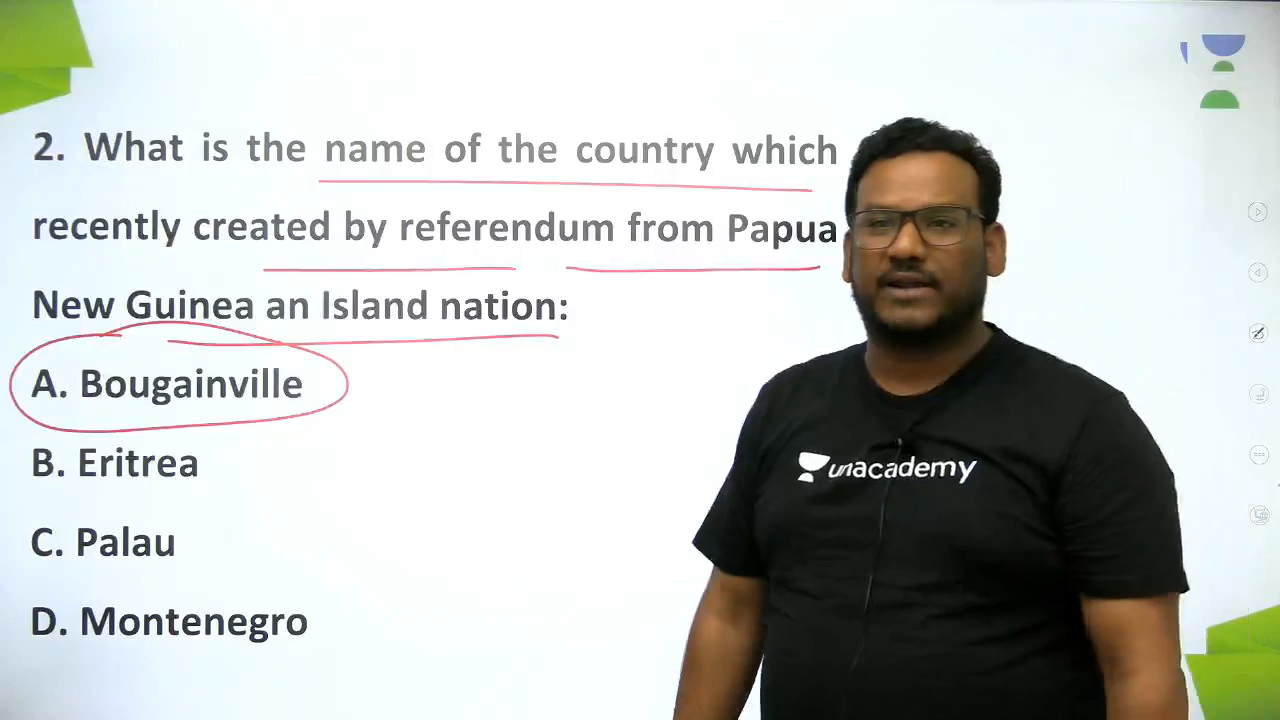 2. What is the name of the country which
recently created by referendum from Papua
New Guinea an Island nation:
A. Bougainville
B. Eritrea
C. Palau
D. Montenegro
unacademy